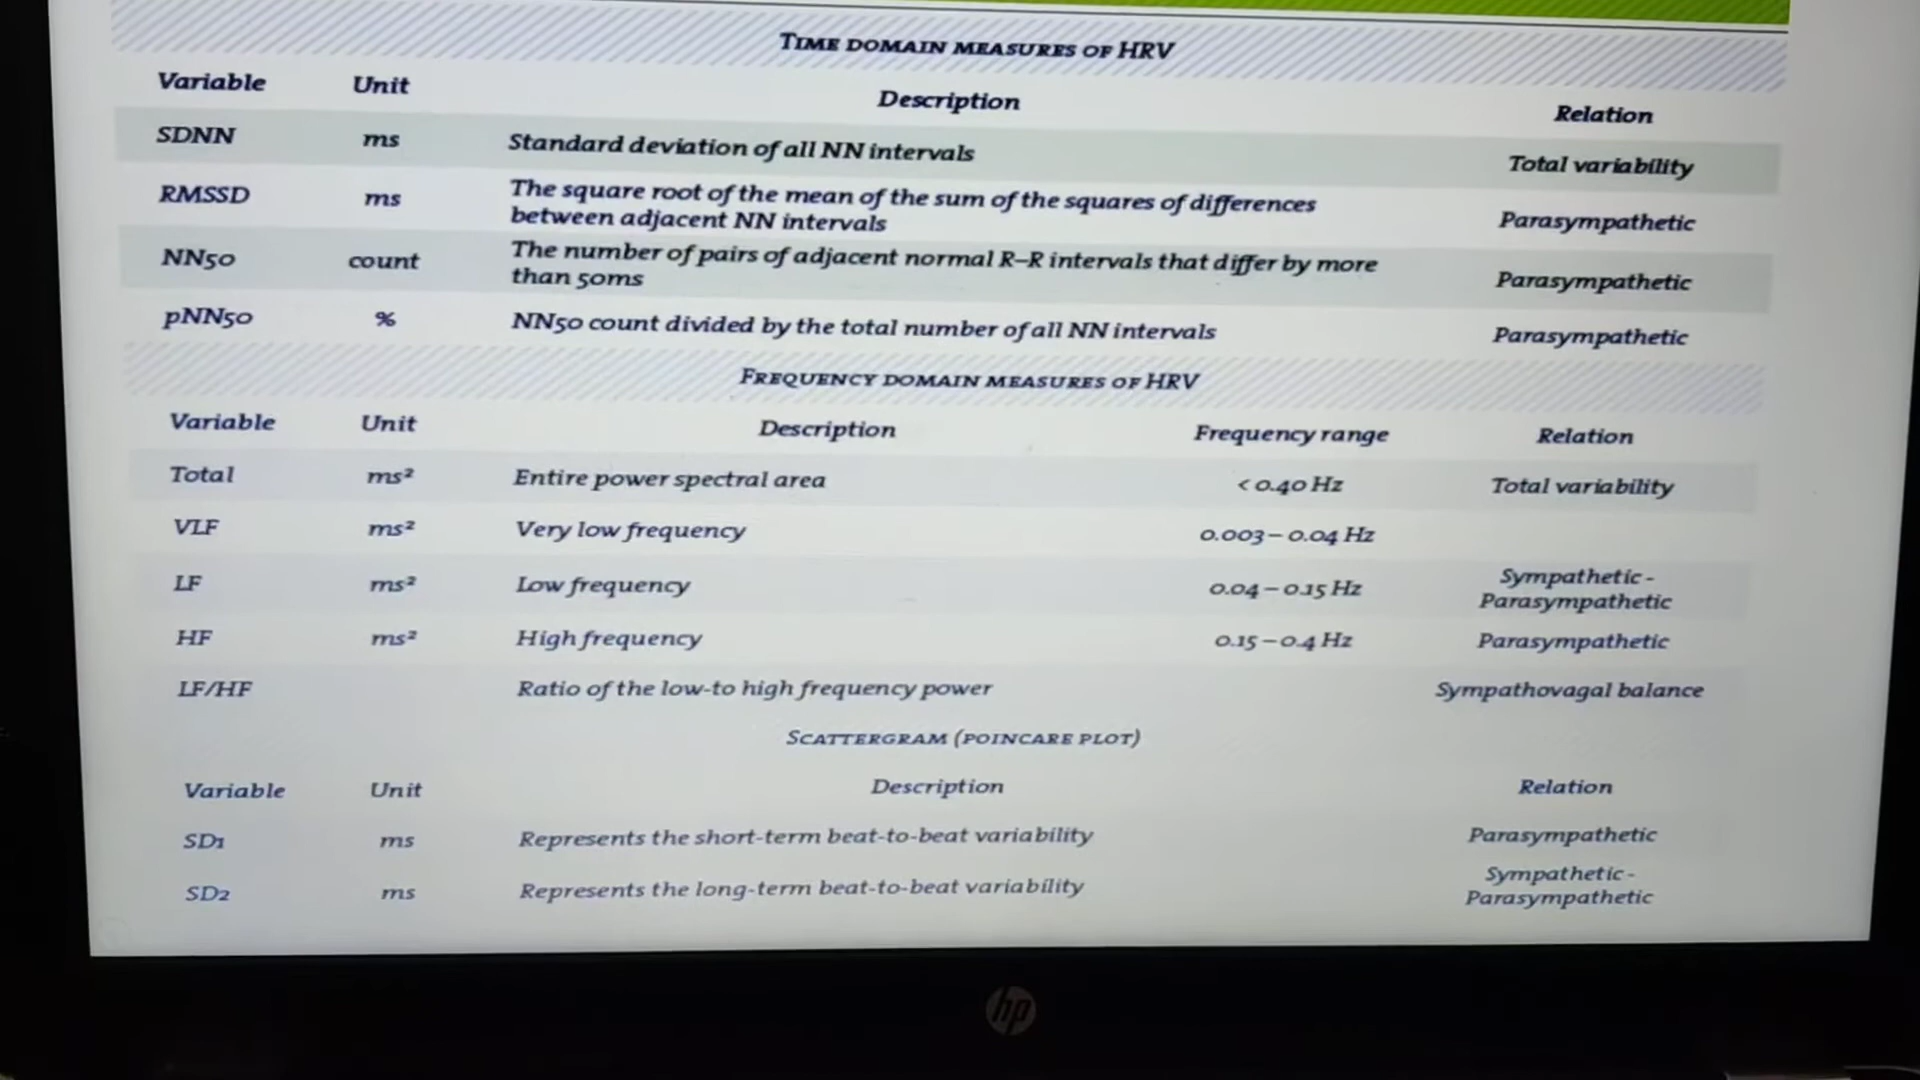 TIME DOMAIN MEASURES OF HRV
Variable Unit Description Relation
SDNN ms Standard deviation of all NN intervals Total variability
RMSSD ms The square root of the mean of the sum of the squares of differences
between adjacent NN intervals Parasympathetic
NN50 count The number of pairs of adjacent normal R–R intervals that differ by more
than 50ms Parasympathetic
pNN50 % NN50 count divided by the total number of all NN intervals Parasympathetic
FREQUENCY DOMAIN MEASURES OF HRV
Variable Unit Description Frequency range Relation
Total ms² Entire power spectral area < 0.40 Hz Total variability
VLF ms² Very low frequency 0.003 – 0.04 Hz
LF ms² Low frequency 0.04 – 0.15 Hz Sympathetic -
Parasympathetic
HF ms² High frequency 0.15 – 0.4 Hz Parasympathetic
LF/HF Ratio of the low-to high frequency power Sympathovagal balance
SCATTERGRAM (POINCARE PLOT)
Variable Unit Description Relation
SD1 ms Represents the short-term beat-to-beat variability Parasympathetic
SD2 ms Represents the long-term beat-to-beat variability Sympathetic -
Parasympathetic
hp